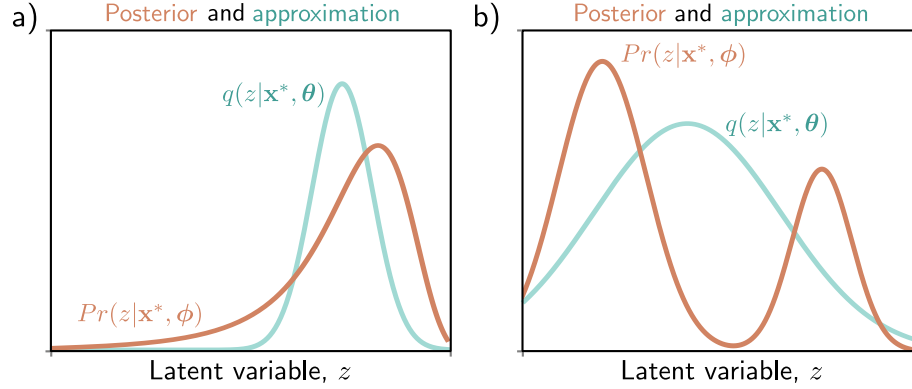 a)
Posterior and approximation
q(z|x*, θ)
Pr(z|x*, ϕ)
Latent variable, z
b)
Posterior and approximation
Pr(z|x*, ϕ)
q(z|x*, θ)
Latent variable, z